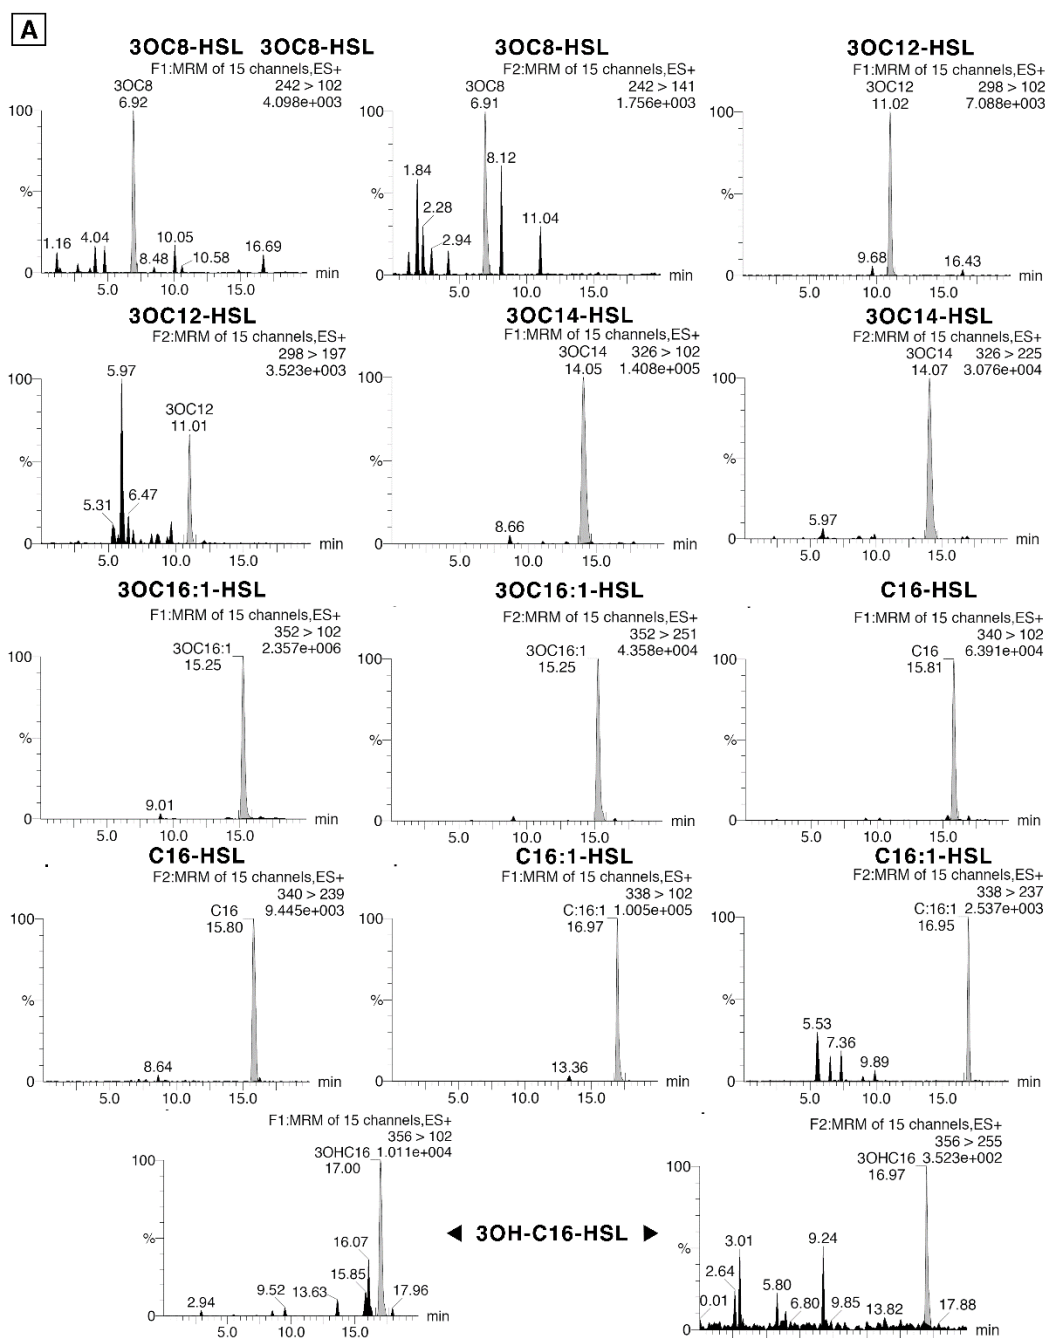 A
3OC8-HSL 3OC8-HSL
F1:MRM of 15 channels,ES+
242 > 102
4.098e+003
3OC8
6.92
100
%
0
1.16
4.04
8.48
10.05
10.58
16.69
5.0 10.0 15.0 min
3OC8-HSL
F2:MRM of 15 channels,ES+
242 > 141
1.756e+003
3OC8
6.91
100
%
0
1.84
2.28
2.94
8.12
11.04
5.0 10.0 15.0 min
3OC12-HSL
F1:MRM of 15 channels,ES+
298 > 102
7.088e+003
3OC12
11.02
100
%
0
9.68
16.43
5.0 10.0 15.0 min
3OC12-HSL
F2:MRM of 15 channels,ES+
298 > 197
3.523e+003
5.97
3OC12
11.01
100
%
0
5.31
6.47
5.0 10.0 15.0 min
3OC14-HSL
F1:MRM of 15 channels,ES+
3OC14 326 > 102
14.05 1.408e+005
100
%
0
8.66
5.0 10.0 15.0 min
3OC14-HSL
F2:MRM of 15 channels,ES+
3OC14 326 > 225
14.07 3.076e+004
100
%
0
5.97
5.0 10.0 15.0 min
3OC16:1-HSL
F1:MRM of 15 channels,ES+
352 > 102
3OC16:1 2.357e+006
15.25
100
%
0
9.01
5.0 10.0 15.0 min
3OC16:1-HSL
F2:MRM of 15 channels,ES+
352 > 251
3OC16:1 4.358e+004
15.25
100
%
0
5.0 10.0 15.0 min
C16-HSL
F1:MRM of 15 channels,ES+
340 > 102
C16 6.391e+004
15.81
100
%
0
5.0 10.0 15.0 min
C16-HSL
F2:MRM of 15 channels,ES+
340 > 239
C16 9.445e+003
15.80
100
%
0
8.64
5.0 10.0 15.0 min
C16:1-HSL
F1:MRM of 15 channels,ES+
338 > 102
C:16:1 1.005e+005
16.97
100
%
0
13.36
5.0 10.0 15.0 min
C16:1-HSL
F2:MRM of 15 channels,ES+
338 > 237
C:16:1 2.537e+003
16.95
100
%
0
5.53
7.36
9.89
5.0 10.0 15.0 min
F1:MRM of 15 channels,ES+
356 > 102
3OHC16 1.011e+004
17.00
100
%
0
2.94
9.52
13.63
15.85
16.07
17.96
5.0 10.0 15.0 min
◄ 3OH-C16-HSL ►
F2:MRM of 15 channels,ES+
356 > 255
3OHC16 3.523e+002
16.97
100
%
0
0.01
2.64
3.01
5.80
6.80
9.24
9.85
13.82
17.88
min